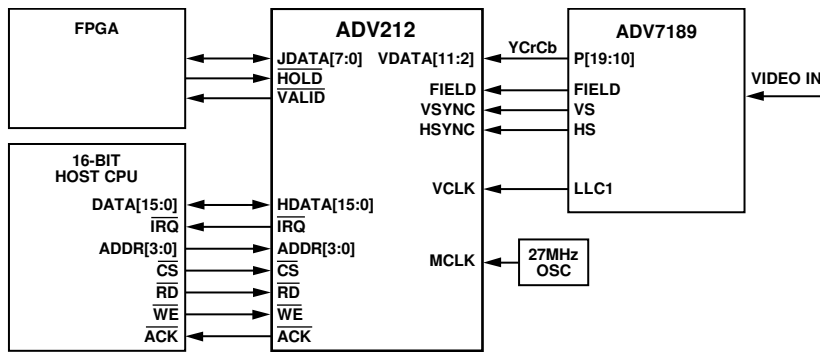 FPGA
ADV212
ADV7189
JDATA[7:0]
HOLD
VALID
VDATA[11:2]
YCrCb
P[19:10]
FIELD
FIELD
VSYNC
VS
HSYNC
HS
VIDEO IN
16-BIT
HOST CPU
DATA[15:0]
HDATA[15:0]
VCLK
LLC1
IRQ
IRQ
ADDR[3:0]
ADDR[3:0]
MCLK
27MHz
OSC
CS
CS
RD
RD
WE
WE
ACK
ACK